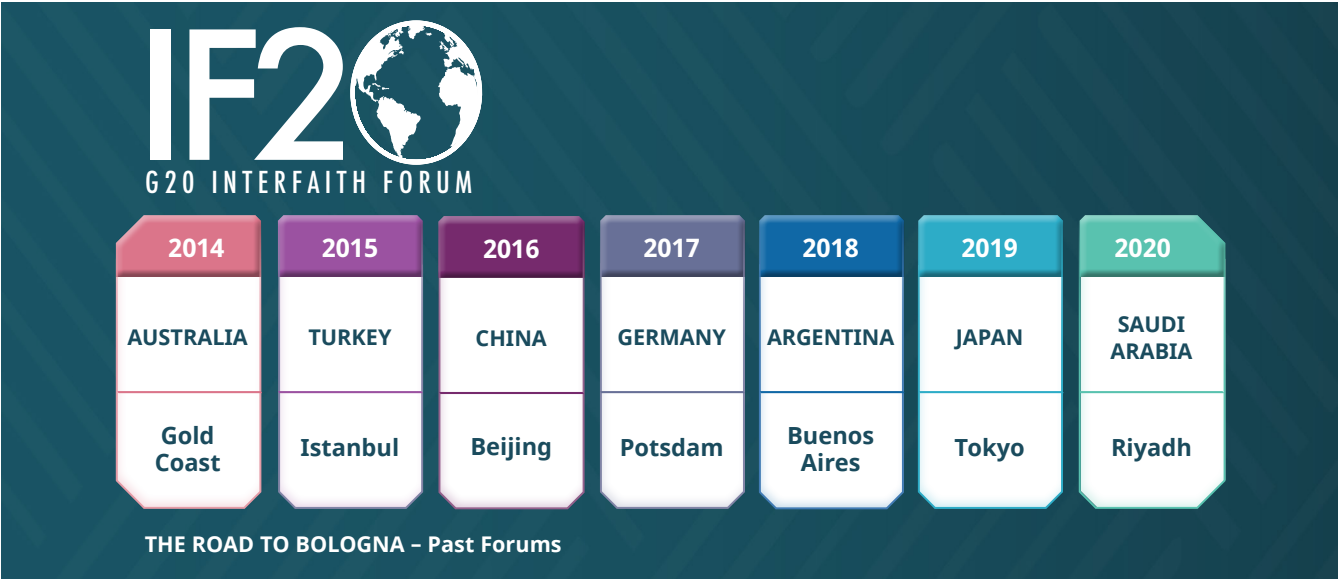 IF20
G20 INTERFAITH FORUM
2014
2015
2016
2017
2018
2019
2020
AUSTRALIA
TURKEY
CHINA
GERMANY
ARGENTINA
JAPAN
SAUDI
ARABIA
Gold
Coast
Istanbul
Beijing
Potsdam
Buenos
Aires
Tokyo
Riyadh
THE ROAD TO BOLOGNA – Past Forums